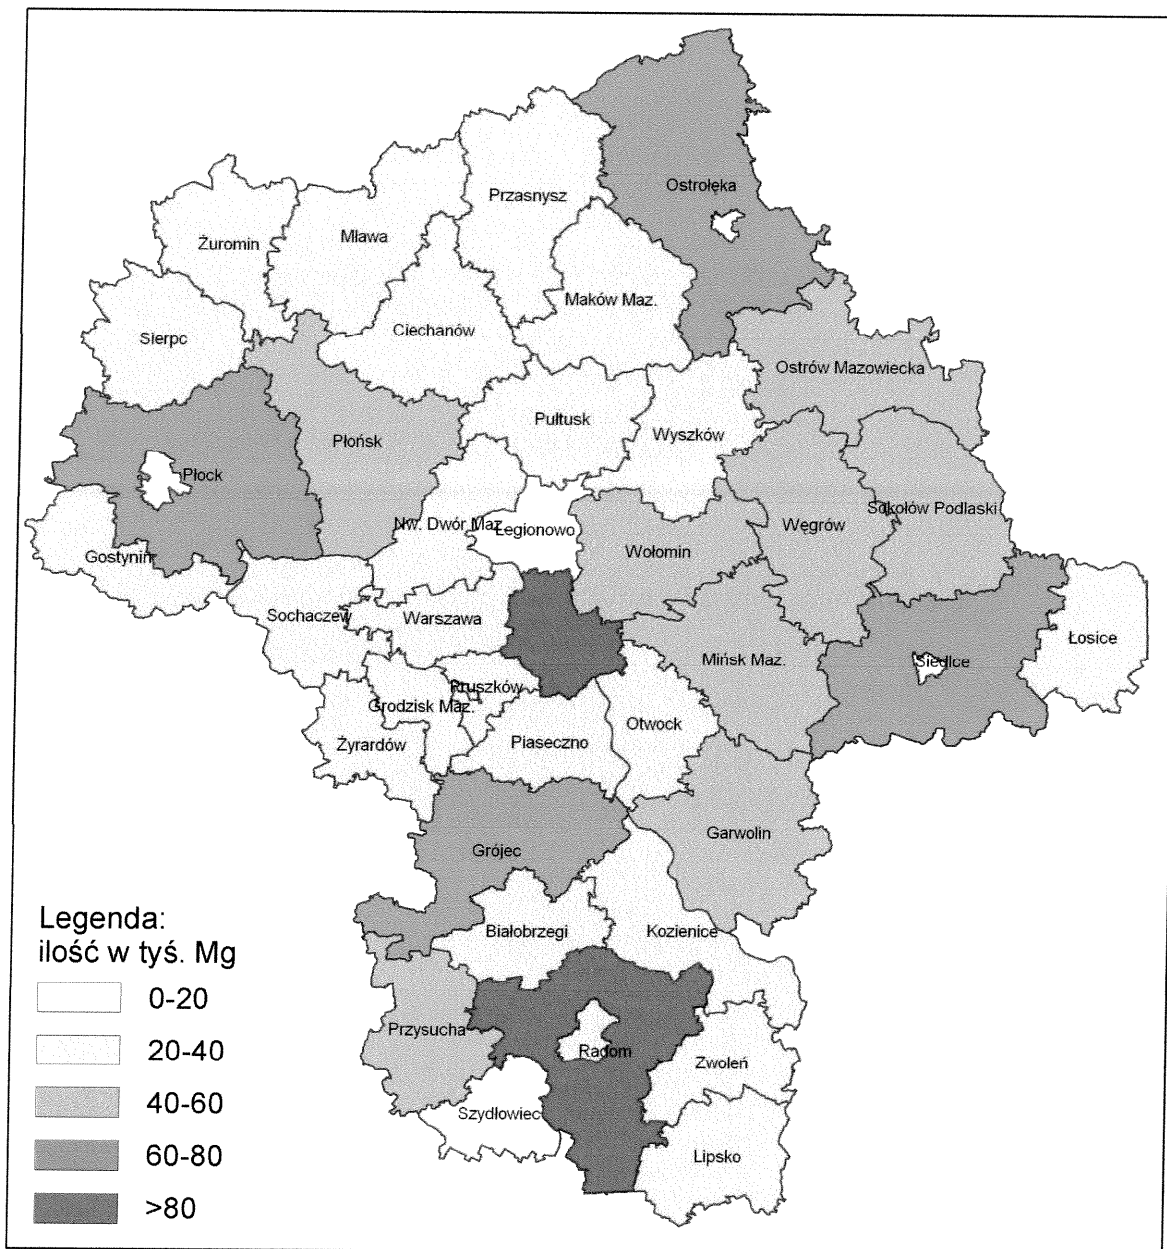 Ostrołęka
Przasnysz
Mława
Żuromin
Maków Maz.
Ciechanów
Sierpc
Ostrów Mazowiecka
Pułtusk
Wyszków
Płońsk
Płock
Sokołów Podlaski
Nw. Dwór Maz.
Legionowo
Węgrów
Wołomin
Gostynin
Sochaczew
Warszawa
Łosice
Mińsk Maz.
Siedlce
Pruszków
Grodzisk Maz.
Otwock
Żyrardów
Piaseczno
Garwolin
Grójec
Białobrzegi
Kozienice
Przysucha
Radom
Zwoleń
Szydłowiec
Lipsko
Legenda:
ilość w tyś. Mg
0-20
20-40
40-60
60-80
>80